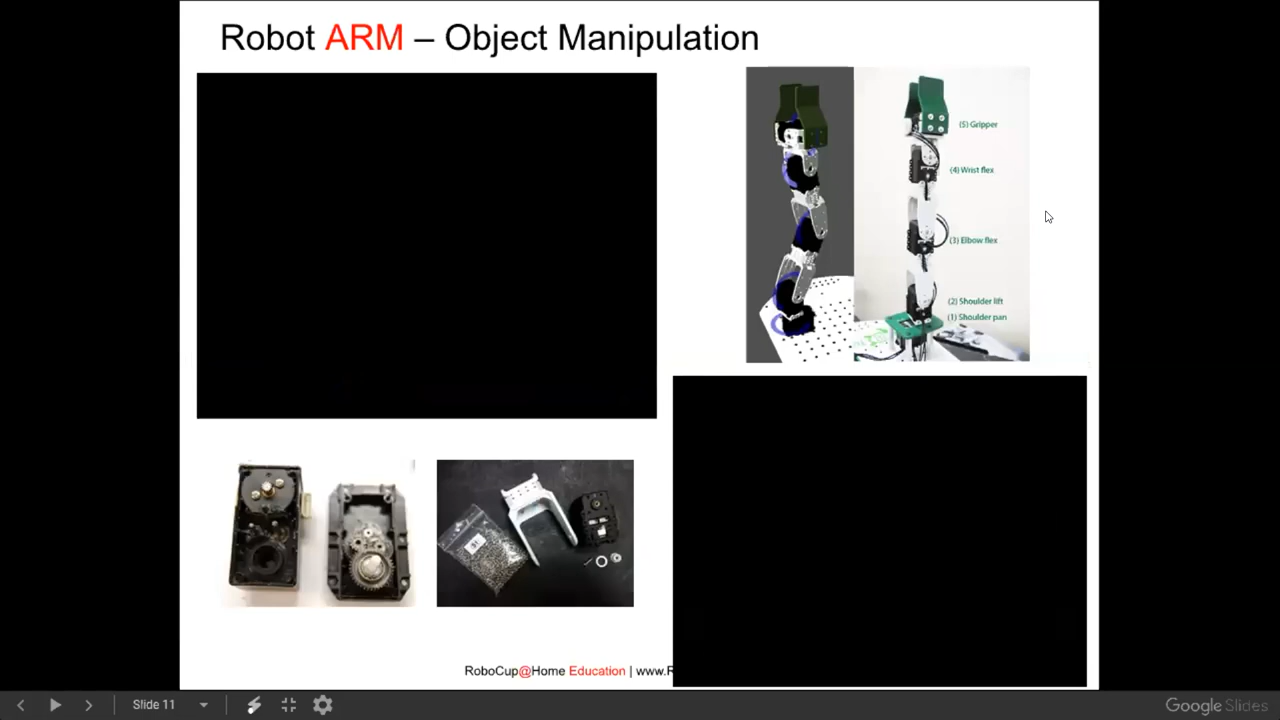 Robot ARM – Object Manipulation
(5) Gripper
(4) Wrist flex
(3) Elbow flex
(2) Shoulder lift
(1) Shoulder pan
RoboCup@Home Education | www.R
Slide 11
Google Slides